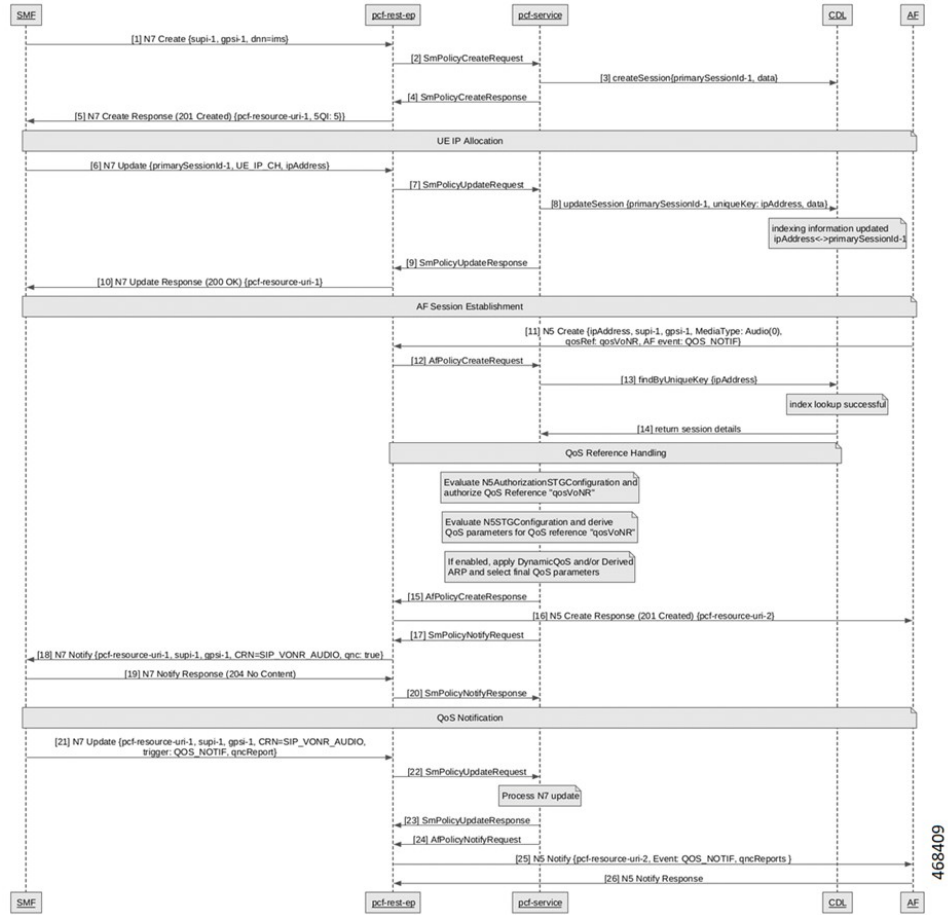 SMF pcf-rest-ep pcf-service CDL AF
[1] N7 Create {supi-1, gpsi-1, dnn=ims}
[2] SmPolicyCreateRequest
[3] createSession{primarySessionId-1, data}
[4] SmPolicyCreateResponse
[5] N7 Create Response (201 Created) {pcf-resource-uri-1, 5QI: 5}}
UE IP Allocation
[6] N7 Update {primarySessionId-1, UE_IP_CH, ipAddress}
[7] SmPolicyUpdateRequest
[8] updateSession {primarySessionId-1, uniqueKey: ipAddress, data}
indexing information updated
ipAddress<->primarySessionId-1
[9] SmPolicyUpdateResponse
[10] N7 Update Response (200 OK) {pcf-resource-uri-1}
AF Session Establishment
[11] N5 Create {ipAddress, supi-1, gpsi-1, MediaType: Audio(0),
qosRef: qosVoNR, AF event: QOS_NOTIF}
[12] AfPolicyCreateRequest
[13] findByUniqueKey {ipAddress}
index lookup successful
[14] return session details
QoS Reference Handling
Evaluate N5AuthorizationSTGConfiguration and
authorize QoS Reference "qosVoNR"
Evaluate N5STGConfiguration and derive
QoS parameters for QoS reference "qosVoNR"
If enabled, apply DynamicQoS and/or Derived
ARP and select final QoS parameters
[15] AfPolicyCreateResponse
[16] N5 Create Response (201 Created) {pcf-resource-uri-2}
[17] SmPolicyNotifyRequest
[18] N7 Notify {pcf-resource-uri-1, supi-1, gpsi-1, CRN=SIP_VONR_AUDIO, qnc: true}
[19] N7 Notify Response (204 No Content)
[20] SmPolicyNotifyResponse
QoS Notification
[21] N7 Update {pcf-resource-uri-1, supi-1, gpsi-1, CRN=SIP_VONR_AUDIO,
trigger: QOS_NOTIF, qncReport}
[22] SmPolicyUpdateRequest
Process N7 update
[23] SmPolicyUpdateResponse
[24] AfPolicyNotifyRequest
[25] N5 Notify {pcf-resource-uri-2, Event: QOS_NOTIF, qncReports }
[26] N5 Notify Response
SMF pcf-rest-ep pcf-service CDL AF
468409